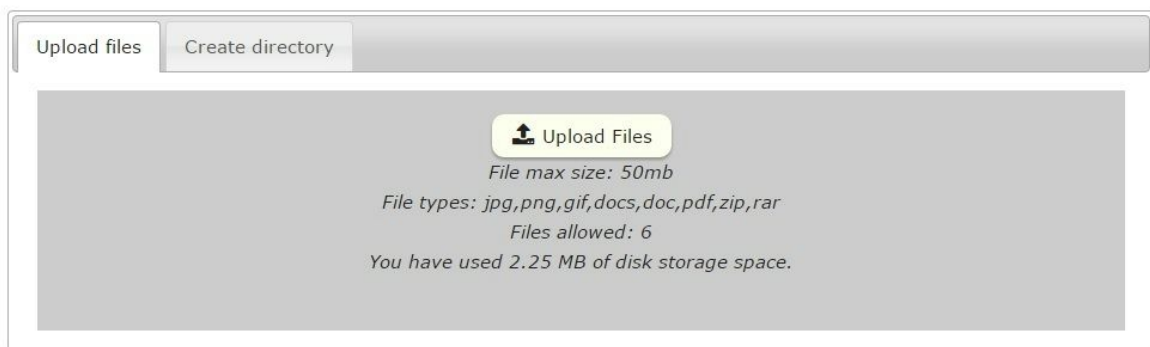 Upload files
Create directory
Upload Files
File max size: 50mb
File types: jpg,png,gif,docs,doc,pdf,zip,rar
Files allowed: 6
You have used 2.25 MB of disk storage space.